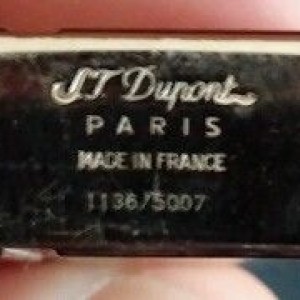 S.T Dupont
PARIS
MADE IN FRANCE
1136/5007